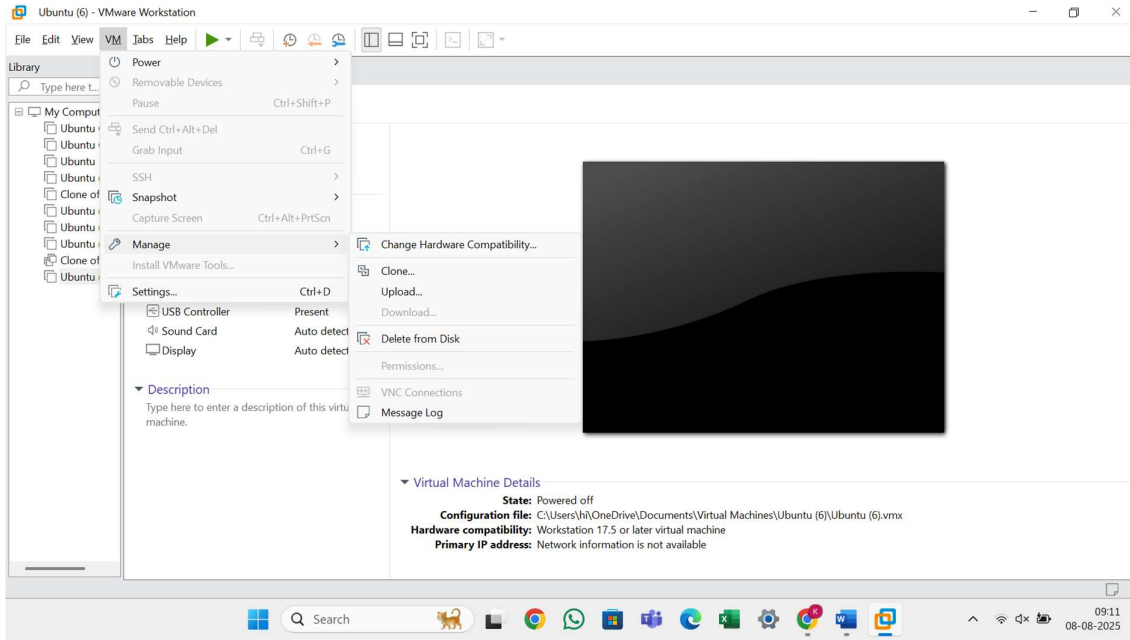 Ubuntu (6) - VMware Workstation
File Edit View VM Tabs Help
Library
Type here t...
My Comput
Ubuntu
Ubuntu
Ubuntu
Ubuntu
Clone of
Ubuntu
Ubuntu
Ubuntu
Clone of
Ubuntu
Power
Removable Devices
Pause Ctrl+Shift+P
Send Ctrl+Alt+Del
Grab Input Ctrl+G
SSH
Snapshot
Capture Screen Ctrl+Alt+PrtScn
Manage
Install VMware Tools...
Settings... Ctrl+D
Change Hardware Compatibility...
Clone...
Upload...
Download...
Delete from Disk
Permissions...
VNC Connections
Message Log
USB Controller Present
Sound Card Auto detect
Display Auto detect
Description
Type here to enter a description of this virtu
machine.
Virtual Machine Details
State: Powered off
Configuration file: C:\Users\hi\OneDrive\Documents\Virtual Machines\Ubuntu (6)\Ubuntu (6).vmx
Hardware compatibility: Workstation 17.5 or later virtual machine
Primary IP address: Network information is not available
Search
K
09:11
08-08-2025